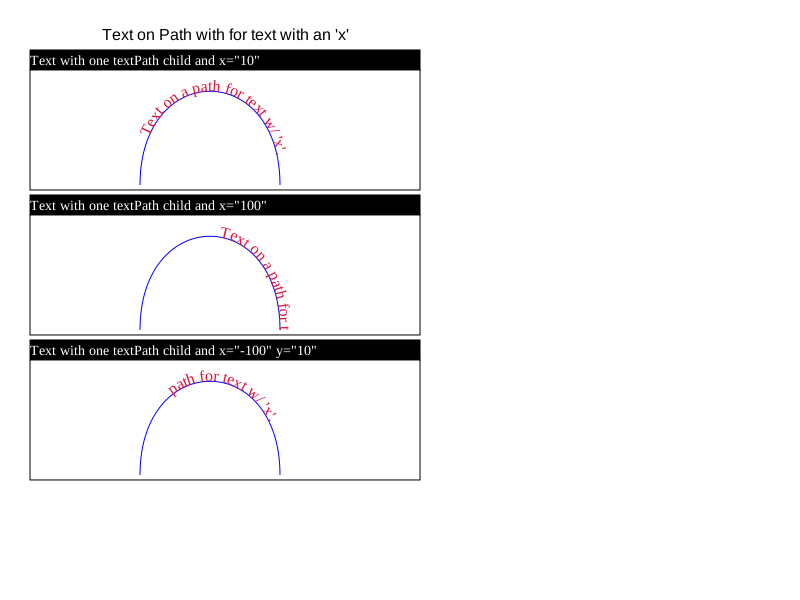 Text on Path with for text with an 'x'
Text with one textPath child and x="10"
Text on a path for text w/ 'x'.
Text with one textPath child and x="100"
Text on a path for t
Text with one textPath child and x="-100" y="10"
path for text w/ 'x'.